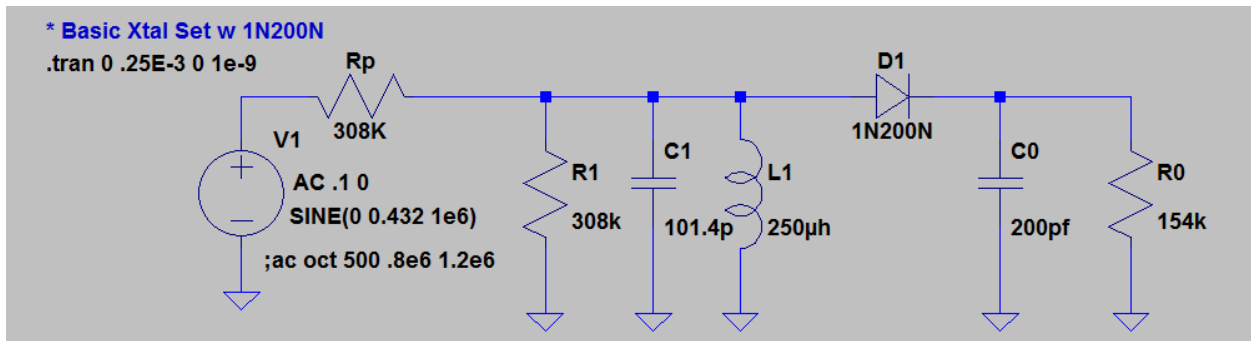 * Basic Xtal Set w 1N200N
.tran 0 .25E-3 0 1e-9
Rp
308K
V1
AC .1 0
SINE(0 0.432 1e6)
;ac oct 500 .8e6 1.2e6
R1
308k
C1
101.4p
L1
250µh
D1
1N200N
C0
200pf
R0
154k